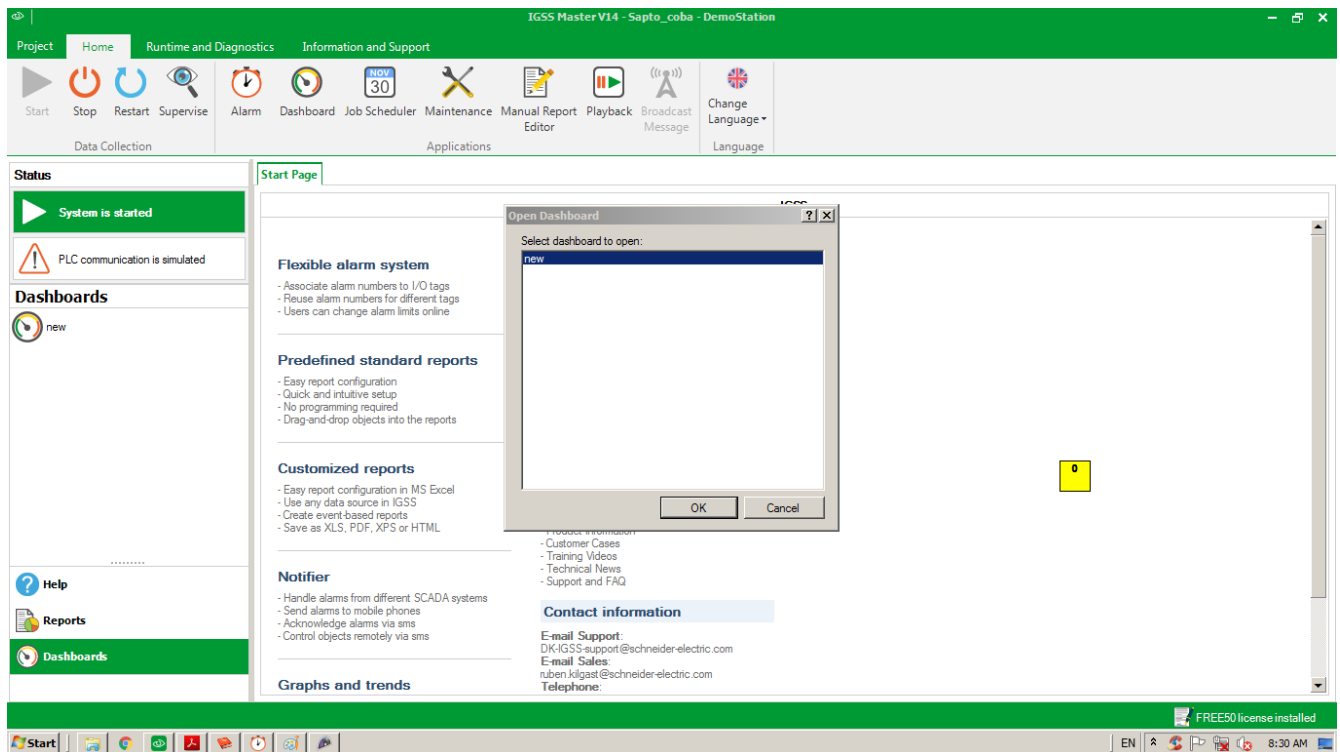 IGSS Master V14 - Sapto_coba - DemoStation
Project Home Runtime and Diagnostics Information and Support
Start Stop Restart Supervise
Data Collection
NOV
30
Alarm Dashboard Job Scheduler Maintenance Manual Report Editor Playback Broadcast Message
Applications
Change Language
Language
Status
System is started
PLC communication is simulated
Dashboards
new
Help
Reports
Dashboards
Start Page
Flexible alarm system
- Associate alarm numbers to I/O tags
- Reuse alarm numbers for different tags
- Users can change alarm limits online
Predefined standard reports
- Easy report configuration
- Quick and intuitive setup
- No programming required
- Drag-and-drop objects into the reports
Customized reports
- Easy report configuration in MS Excel
- Use any data source in IGSS
- Create event-based reports
- Save as XLS, PDF, XPS or HTML
Notifier
- Handle alarms from different SCADA systems
- Send alarms to mobile phones
- Acknowledge alarms via sms
- Control objects remotely via sms
Graphs and trends
Open Dashboard
Select dashboard to open:
new
OK Cancel
- Customer Cases
- Training Videos
- Technical News
- Support and FAQ
Contact information
E-mail Support:
DK-IGSS-support@schneider-electric.com
E-mail Sales:
ruben.kilgast@schneider-electric.com
Telephone:
0
FREE50 license installed
Start
EN 8:30 AM